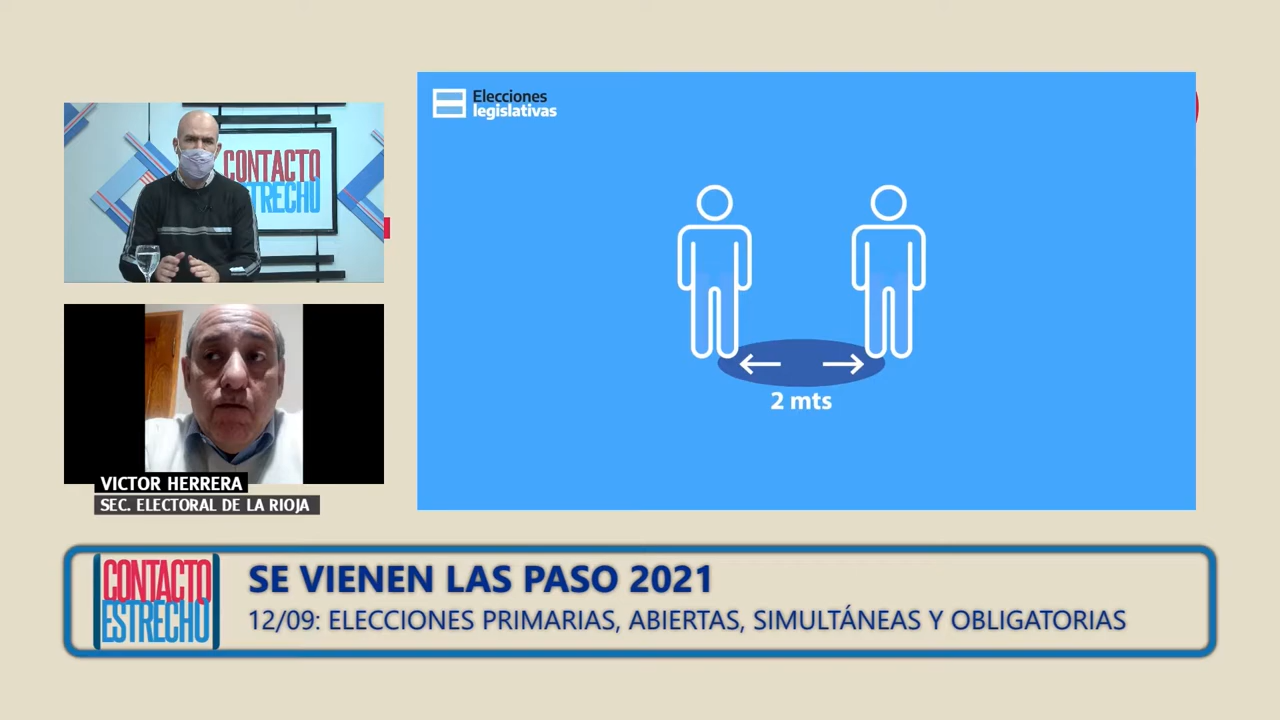 Elecciones
legislativas
CONTACTO
ESTRECHO
2 mts
VICTOR HERRERA
SEC. ELECTORAL DE LA RIOJA
CONTACTO
ESTRECHO
SE VIENEN LAS PASO 2021
12/09: ELECCIONES PRIMARIAS, ABIERTAS, SIMULTÁNEAS Y OBLIGATORIAS